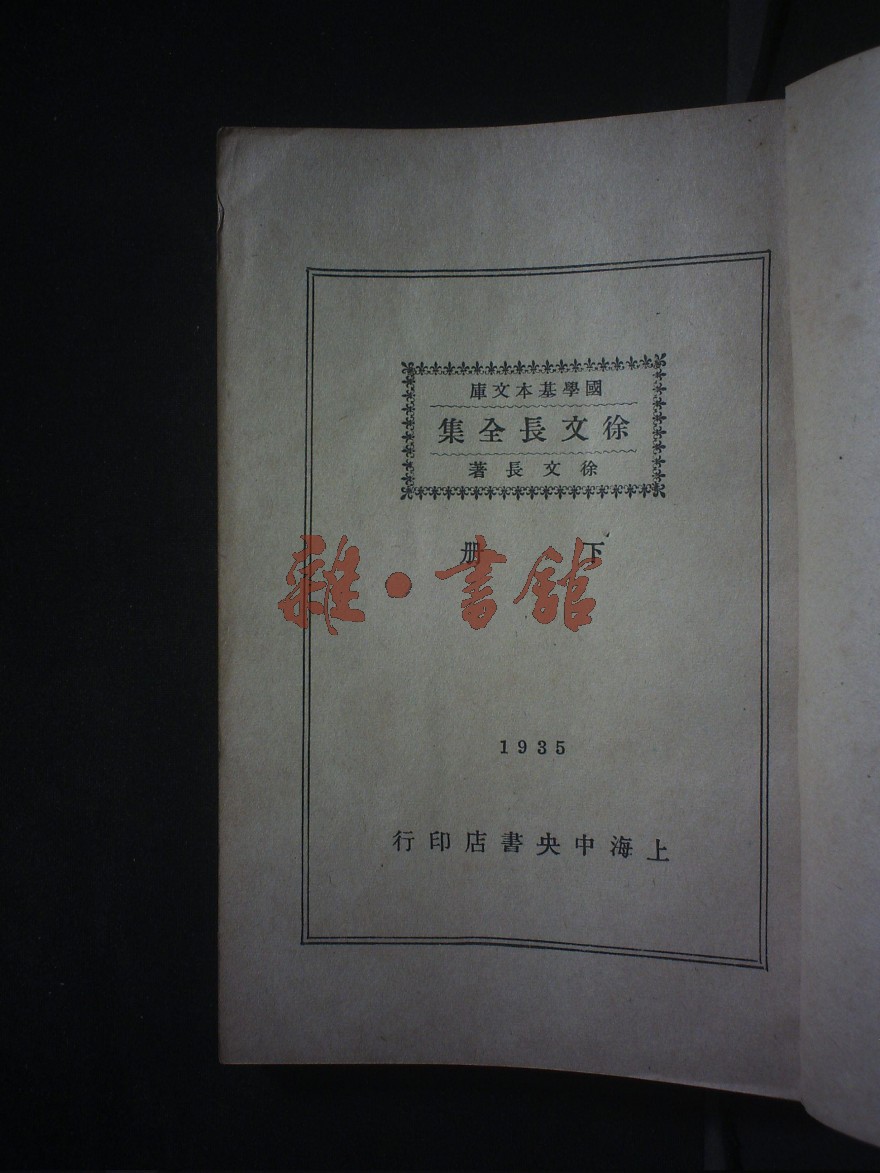 國學基本文庫
徐文長全集
徐文長著
下册
雜·書館
1935
上海中央書店印行